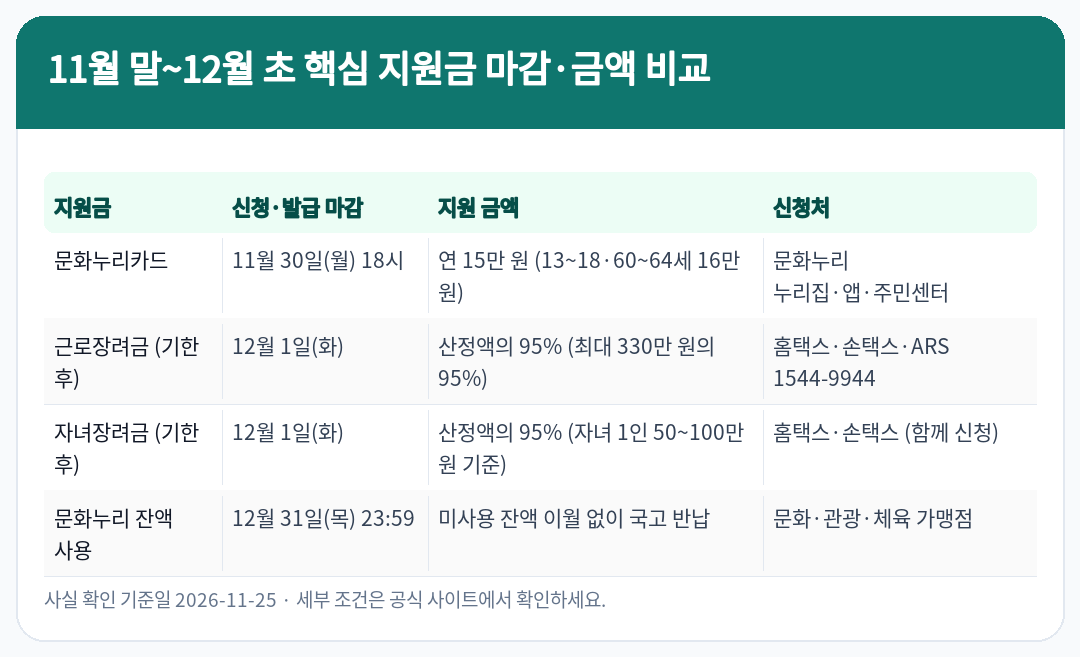 11월 말~12월 초 핵심 지원금 마감·금액 비교
지원금 신청·발급 마감 지원 금액 신청처
문화누리카드 11월 30일(월) 18시 연 15만 원 (13~18·60~64세 16만 문화누리
원) 누리집·앱·주민센터
근로장려금 (기한 12월 1일(화) 산정액의 95% (최대 330만 원의 홈택스·손택스·ARS
후) 95%) 1544-9944
자녀장려금 (기한 12월 1일(화) 산정액의 95% (자녀 1인 50~100만 홈택스·손택스 (함께 신청)
후) 원 기준)
문화누리 잔액 12월 31일(목) 23:59 미사용 잔액 이월 없이 국고 반납 문화·관광·체육 가맹점
사용
사실 확인 기준일 2026-11-25 · 세부 조건은 공식 사이트에서 확인하세요.